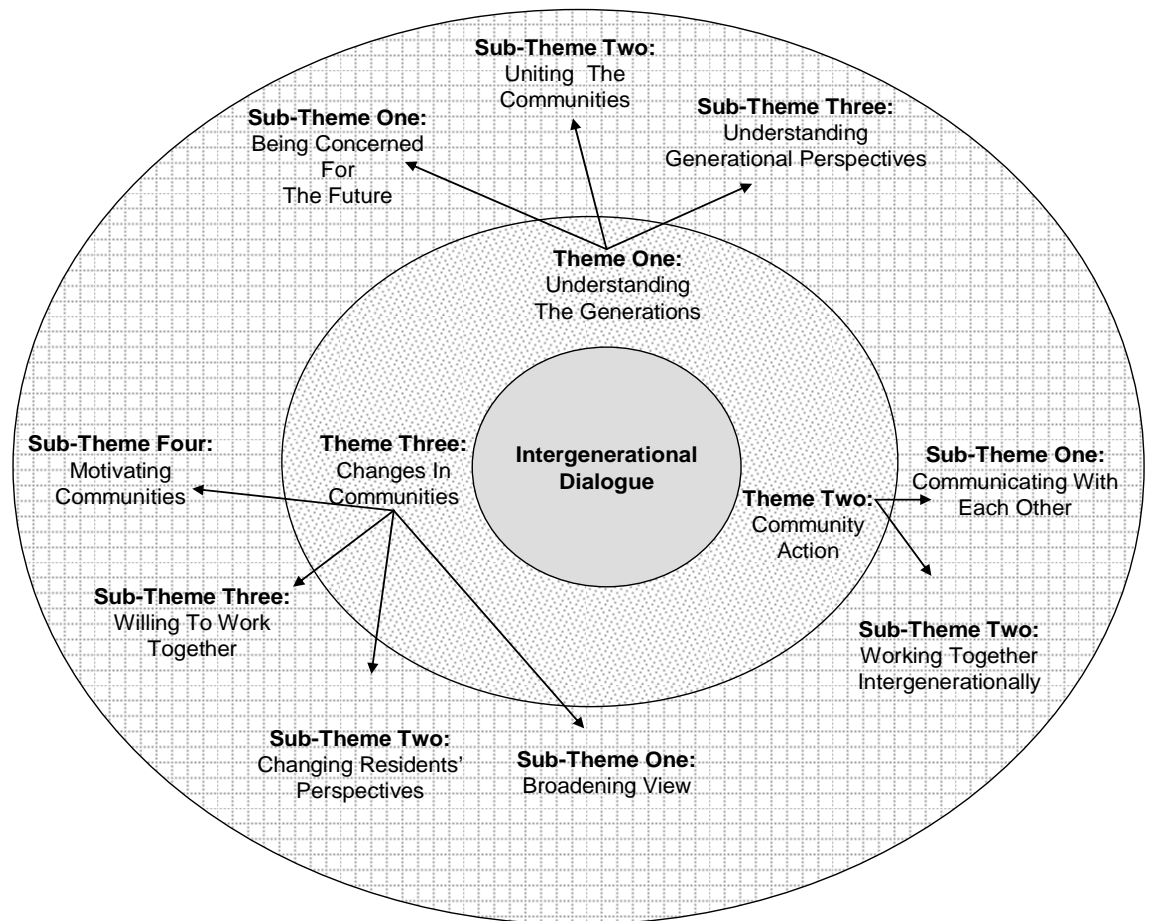 Sub-Theme Two:
Uniting The
Communities
Sub-Theme One:
Being Concerned
For
The Future
Sub-Theme Three:
Understanding
Generational Perspectives
Theme One:
Understanding
The Generations
Intergenerational
Dialogue
Sub-Theme Four:
Motivating
Communities
Theme Three:
Changes In
Communities
Theme Two:
Community
Action
Sub-Theme One:
Communicating With
Each Other
Sub-Theme Three:
Willing To Work
Together
Sub-Theme Two:
Working Together
Intergenerationally
Sub-Theme Two:
Changing Residents’
Perspectives
Sub-Theme One:
Broadening View